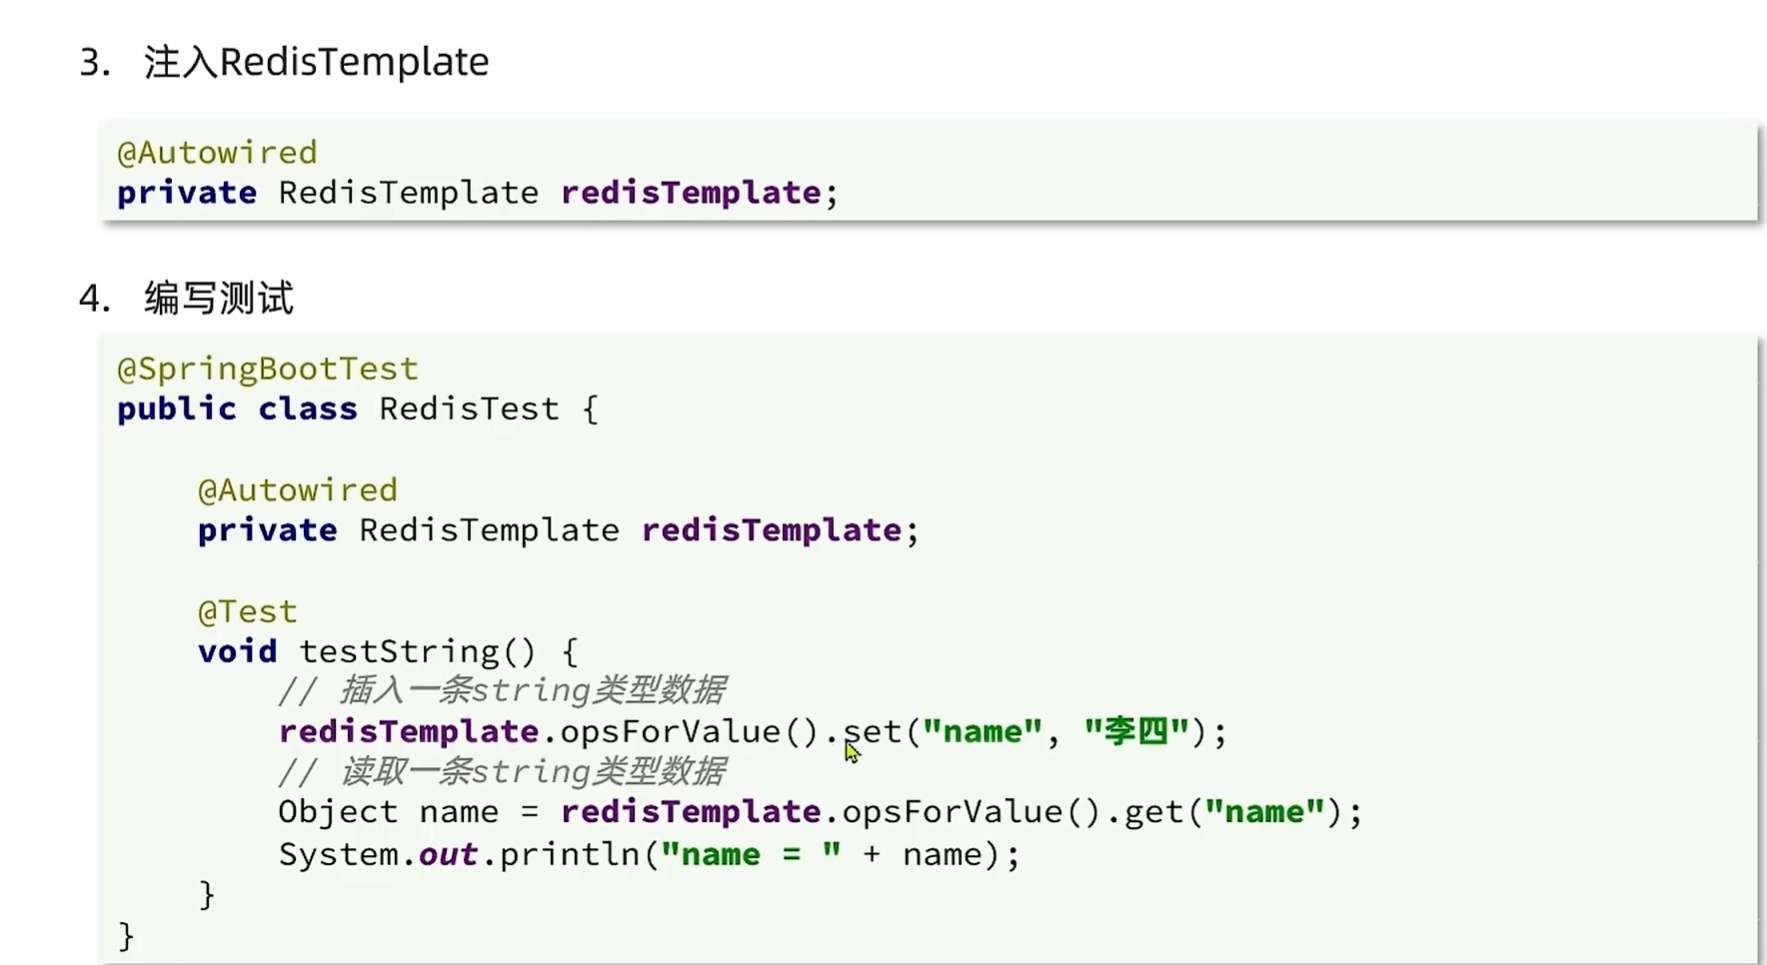 3. 注入RedisTemplate
@Autowired
private RedisTemplate redisTemplate;
4. 编写测试
@SpringBootTest
public class RedisTest {
@Autowired
private RedisTemplate redisTemplate;
@Test
void testString() {
// 插入一条string类型数据
redisTemplate.opsForValue().set("name", "李四");
// 读取一条string类型数据
Object name = redisTemplate.opsForValue().get("name");
System.out.println("name = " + name);
}
}